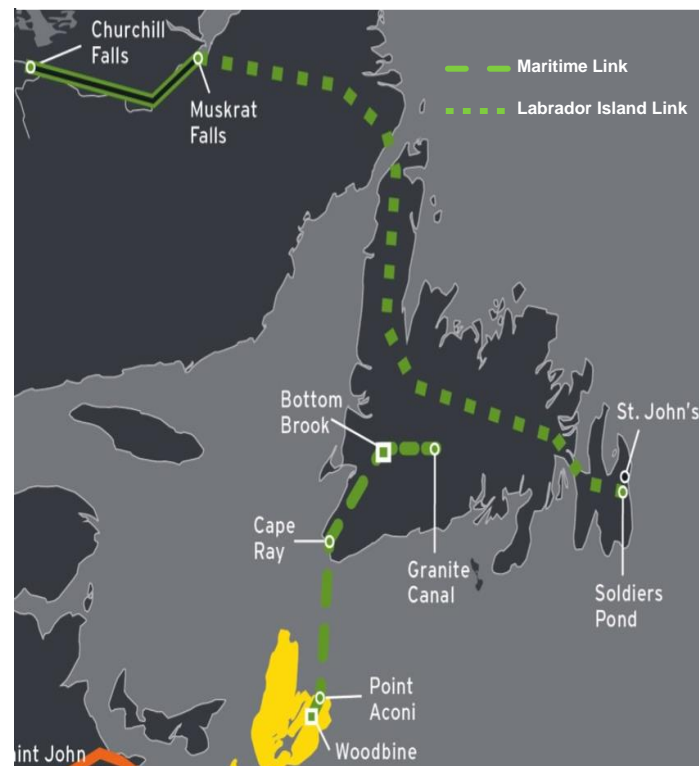 Churchill
Falls
Muskrat
Falls
Maritime Link
Labrador Island Link
Bottom
Brook
St. John's
Cape
Ray
Granite
Canal
Soldiers
Pond
Point
Aconi
Woodbine
int John